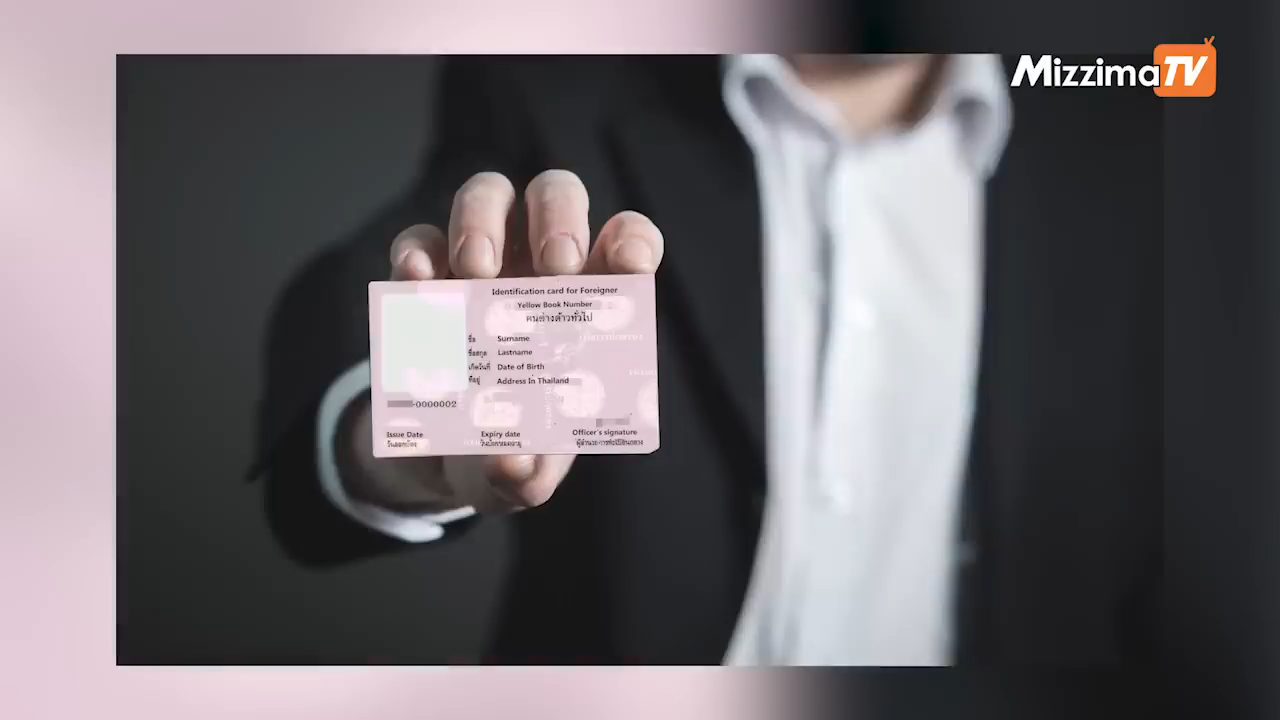 MizzimaTV
Identification card for Foreigner
Yellow Book Number
คนต่างด้าวทั่วไป
ชื่อ Surname
ชื่อสกุล Lastname
เกิดวันที่ Date of Birth
ที่อยู่ Address In Thailand
-0000002
Issue Date
Expiry date
Officer's signature
วันออกบัตร
วันบัตรหมดอายุ